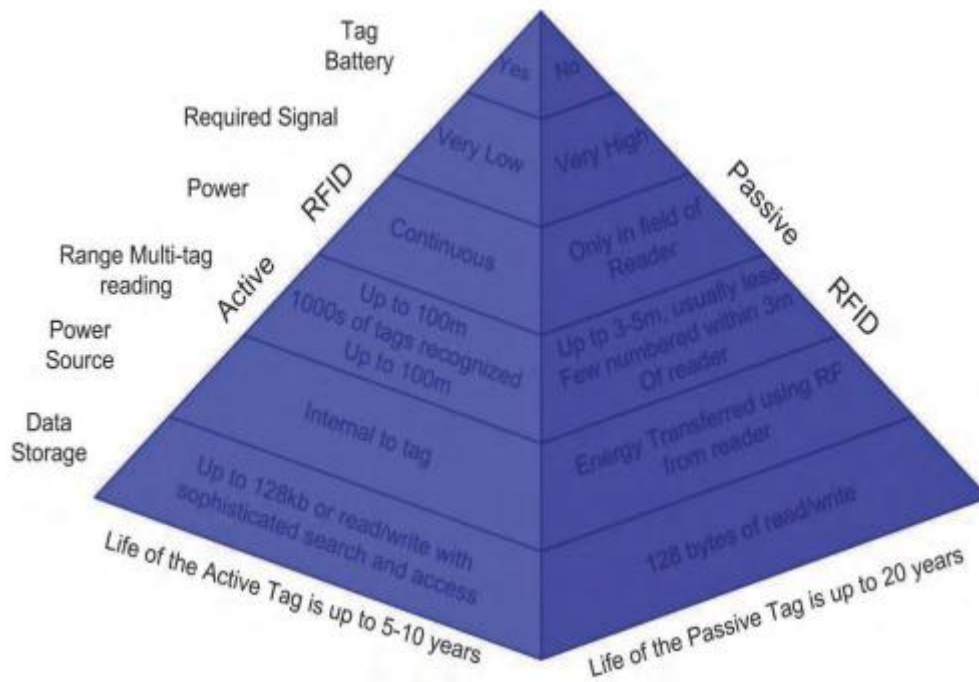 Tag
Battery
Yes
No
Required Signal
Very Low
Very High
Power
Continuous
Only in field of
Reader
Range Multi-tag
reading
Up to 100m
1000s of tags recognized
Up to 100m
Up tp 3-5m, usually less
Few numbered within 3m
Of reader
Power
Source
Internal to tag
Energy Transferred using RF
from reader
Data
Storage
Up to 128kb or read/write with
sophisticated search and access
128 bytes of read/write
Active RFID
Passive RFID
Life of the Active Tag is up to 5-10 years
Life of the Passive Tag is up to 20 years